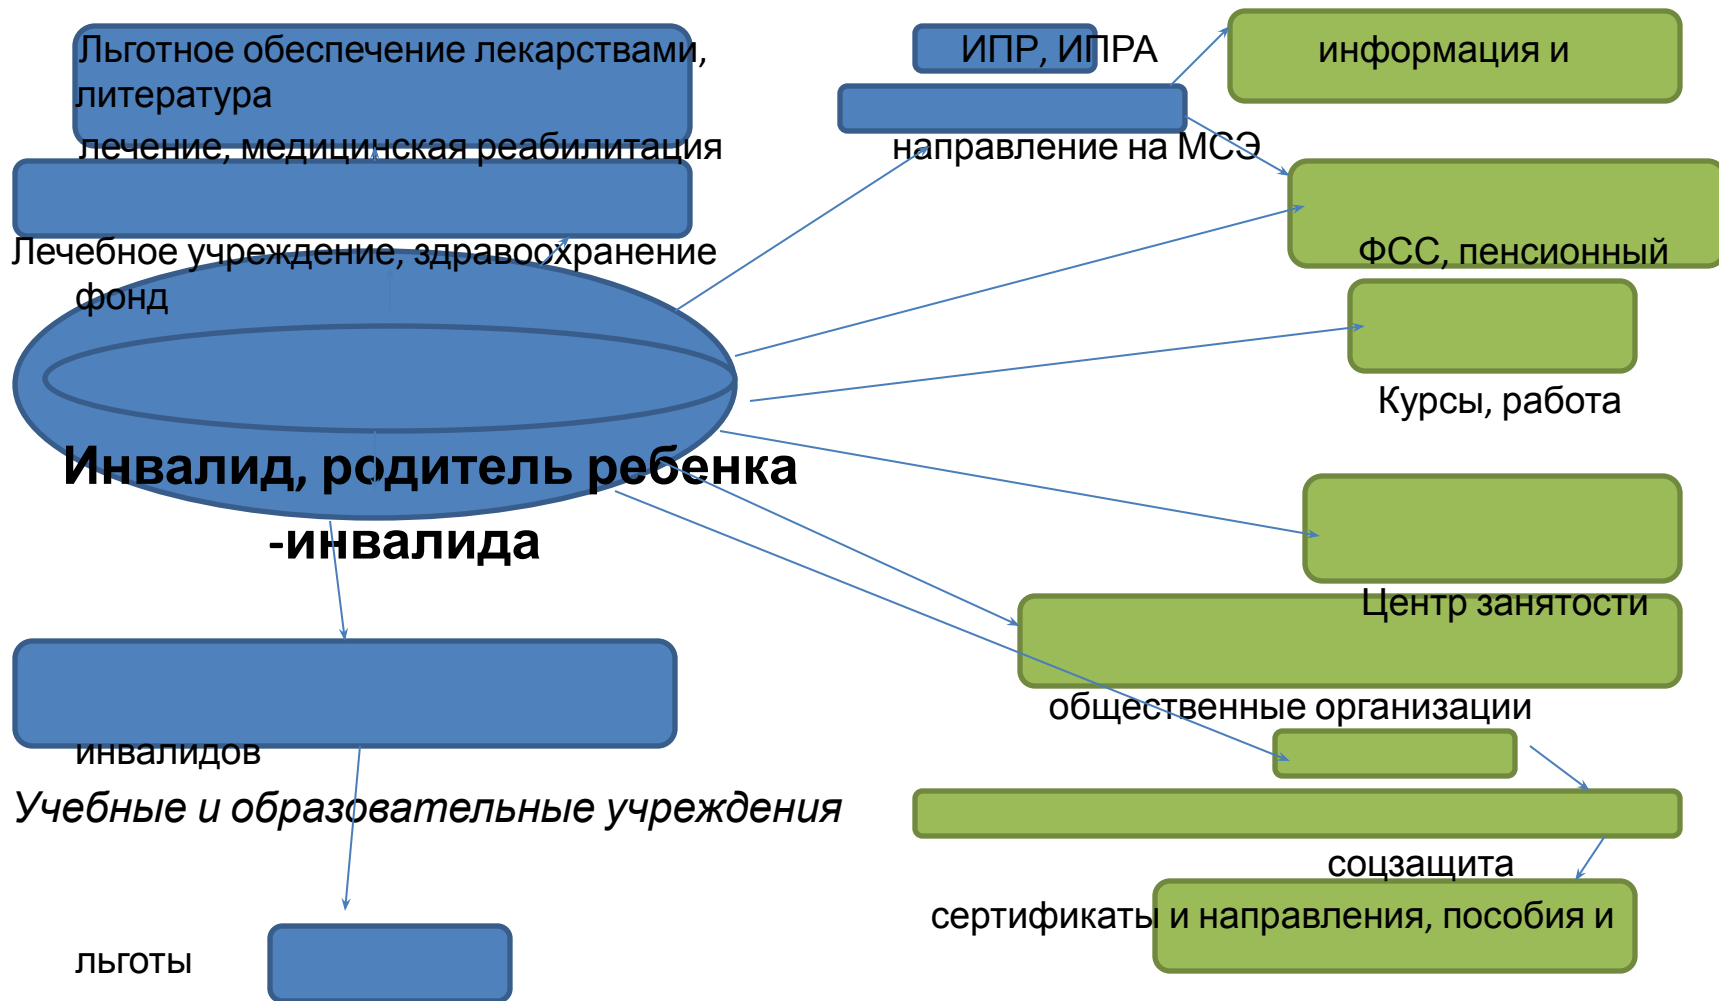 Льготное обеспечение лекарствами, ИПР, ИПРА информация и
литература
лечение, медицинская реабилитация направление на МСЭ
Лечебное учреждение, здравоохранение ФСС, пенсионный
фонд
Курсы, работа
Инвалид, родитель ребенка
-инвалида
Центр занятости
общественные организации
инвалидов
Учебные и образовательные учреждения
соцзащита
сертификаты и направления, пособия и
льготы